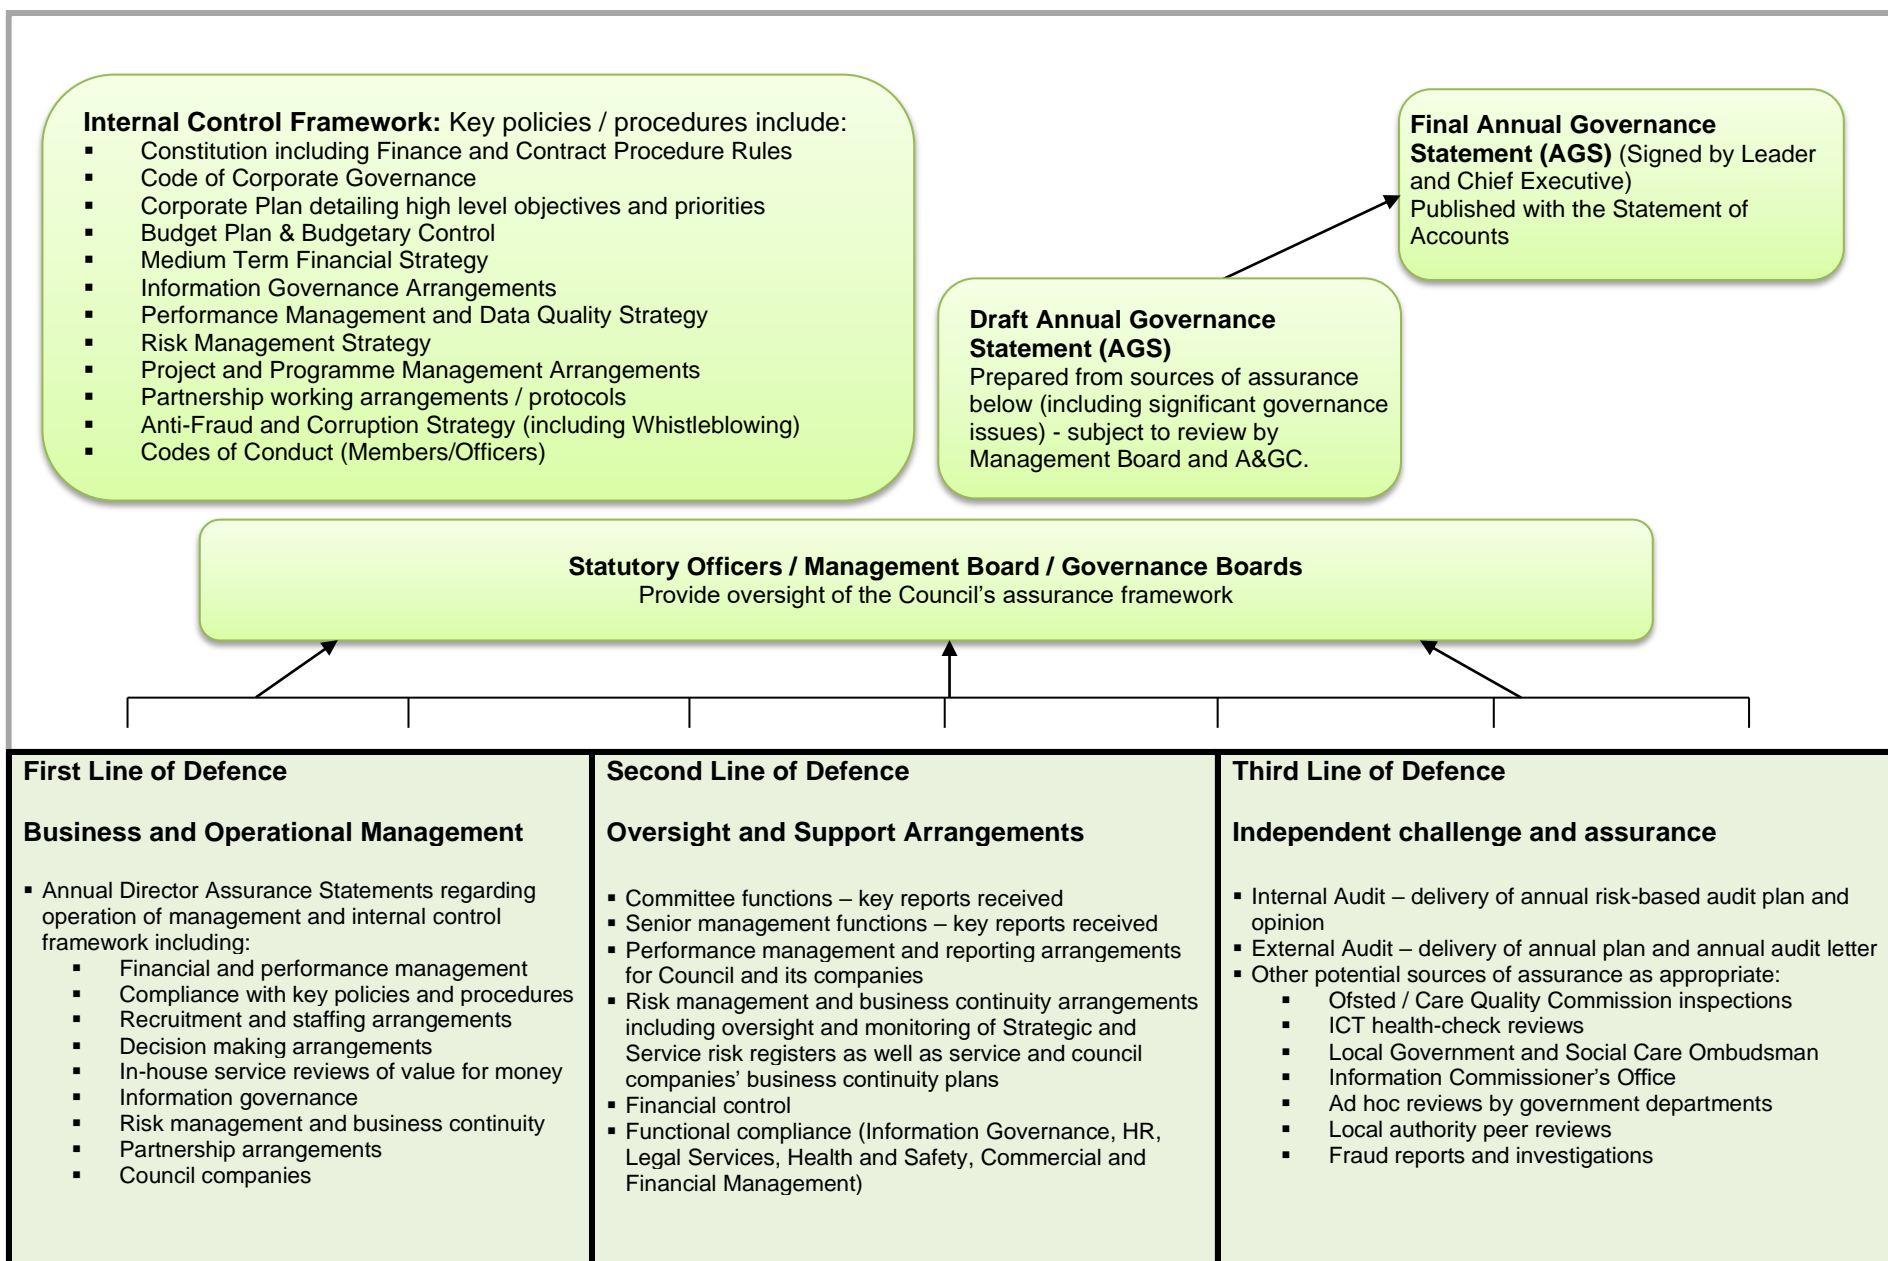 Internal Control Framework: Key policies / procedures include:
▪ Constitution including Finance and Contract Procedure Rules
▪ Code of Corporate Governance
▪ Corporate Plan detailing high level objectives and priorities
▪ Budget Plan & Budgetary Control
▪ Medium Term Financial Strategy
▪ Information Governance Arrangements
▪ Performance Management and Data Quality Strategy
▪ Risk Management Strategy
▪ Project and Programme Management Arrangements
▪ Partnership working arrangements / protocols
▪ Anti-Fraud and Corruption Strategy (including Whistleblowing)
▪ Codes of Conduct (Members/Officers)
Final Annual Governance
Statement (AGS) (Signed by Leader
and Chief Executive)
Published with the Statement of
Accounts
Draft Annual Governance
Statement (AGS)
Prepared from sources of assurance
below (including significant governance
issues) - subject to review by
Management Board and A&GC.
Statutory Officers / Management Board / Governance Boards
Provide oversight of the Council’s assurance framework
First Line of Defence
Business and Operational Management
▪ Annual Director Assurance Statements regarding
operation of management and internal control
framework including:
▪ Financial and performance management
▪ Compliance with key policies and procedures
▪ Recruitment and staffing arrangements
▪ Decision making arrangements
▪ In-house service reviews of value for money
▪ Information governance
▪ Risk management and business continuity
▪ Partnership arrangements
▪ Council companies
Second Line of Defence
Oversight and Support Arrangements
▪ Committee functions – key reports received
▪ Senior management functions – key reports received
▪ Performance management and reporting arrangements
for Council and its companies
▪ Risk management and business continuity arrangements
including oversight and monitoring of Strategic and
Service risk registers as well as service and council
companies’ business continuity plans
▪ Financial control
▪ Functional compliance (Information Governance, HR,
Legal Services, Health and Safety, Commercial and
Financial Management)
Third Line of Defence
Independent challenge and assurance
▪ Internal Audit – delivery of annual risk-based audit plan and
opinion
▪ External Audit – delivery of annual plan and annual audit letter
▪ Other potential sources of assurance as appropriate:
▪ Ofsted / Care Quality Commission inspections
▪ ICT health-check reviews
▪ Local Government and Social Care Ombudsman
▪ Information Commissioner’s Office
▪ Ad hoc reviews by government departments
▪ Local authority peer reviews
▪ Fraud reports and investigations